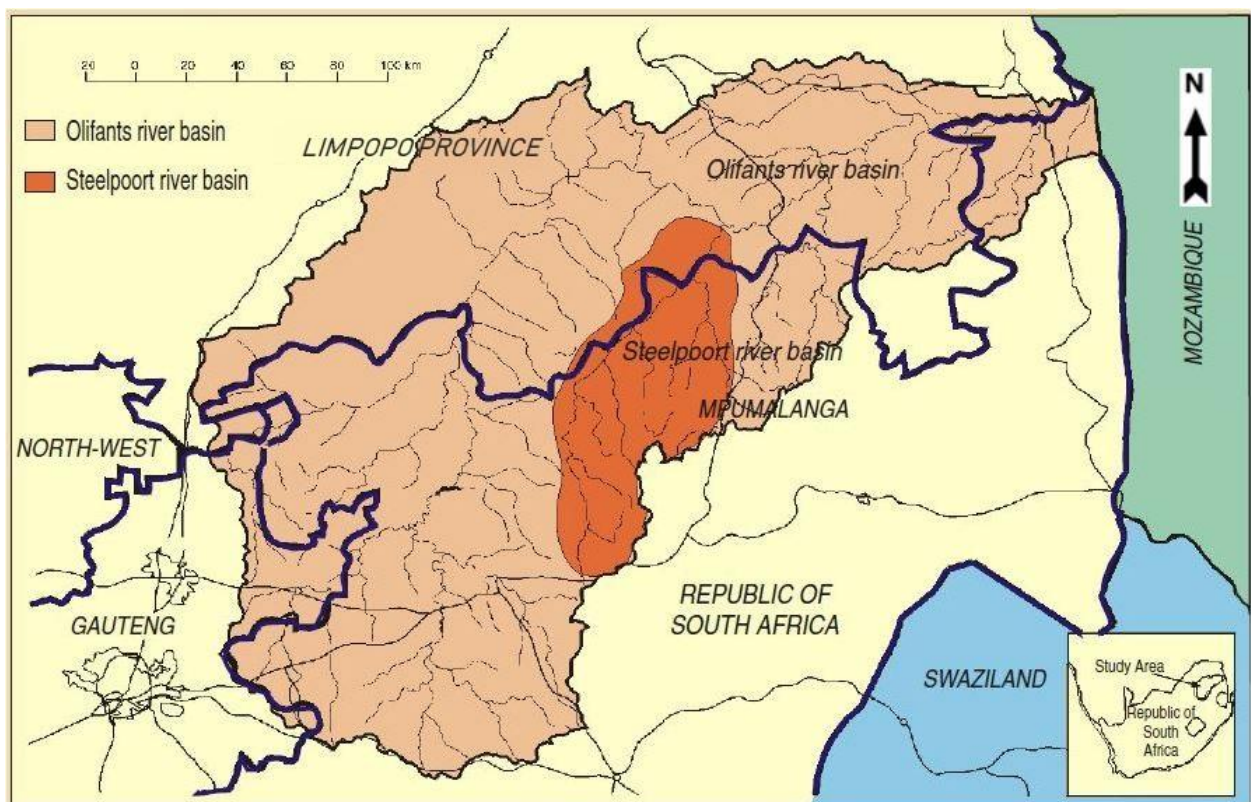 20 0 20 40 60 80 100 km
Olifants river basin
Steelpoort river basin
LIMPOPO PROVINCE
Olifants river basin
N
MOZAMBIQUE
Steelpoort river basin
MPUMALANGA
NORTH-WEST
GAUTENG
REPUBLIC OF
SOUTH AFRICA
SWAZILAND
Study Area
Republic of
South
Africa